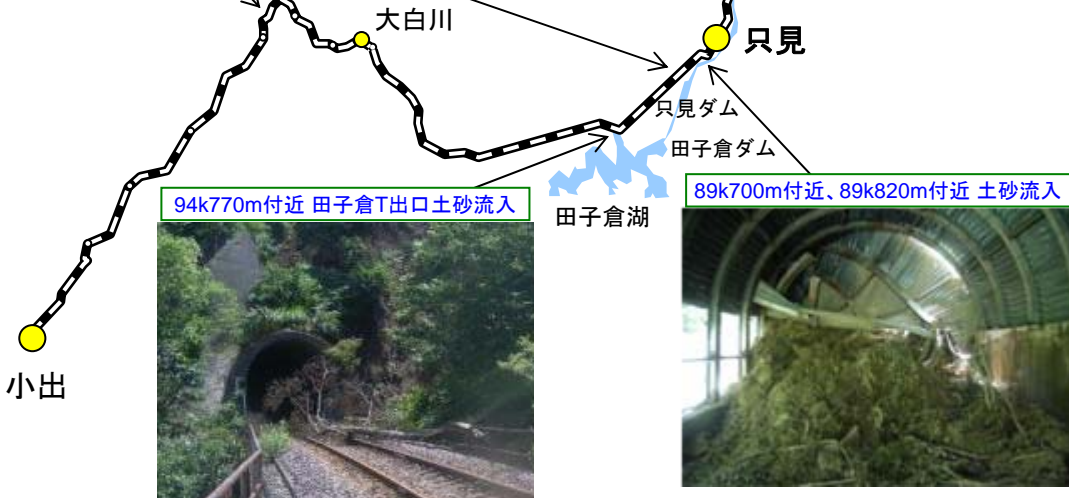 大白川
只見
只見ダム
田子倉ダム
94k770m付近 田子倉T出口土砂流入
89k700m付近、89k820m付近 土砂流入
田子倉湖
小出